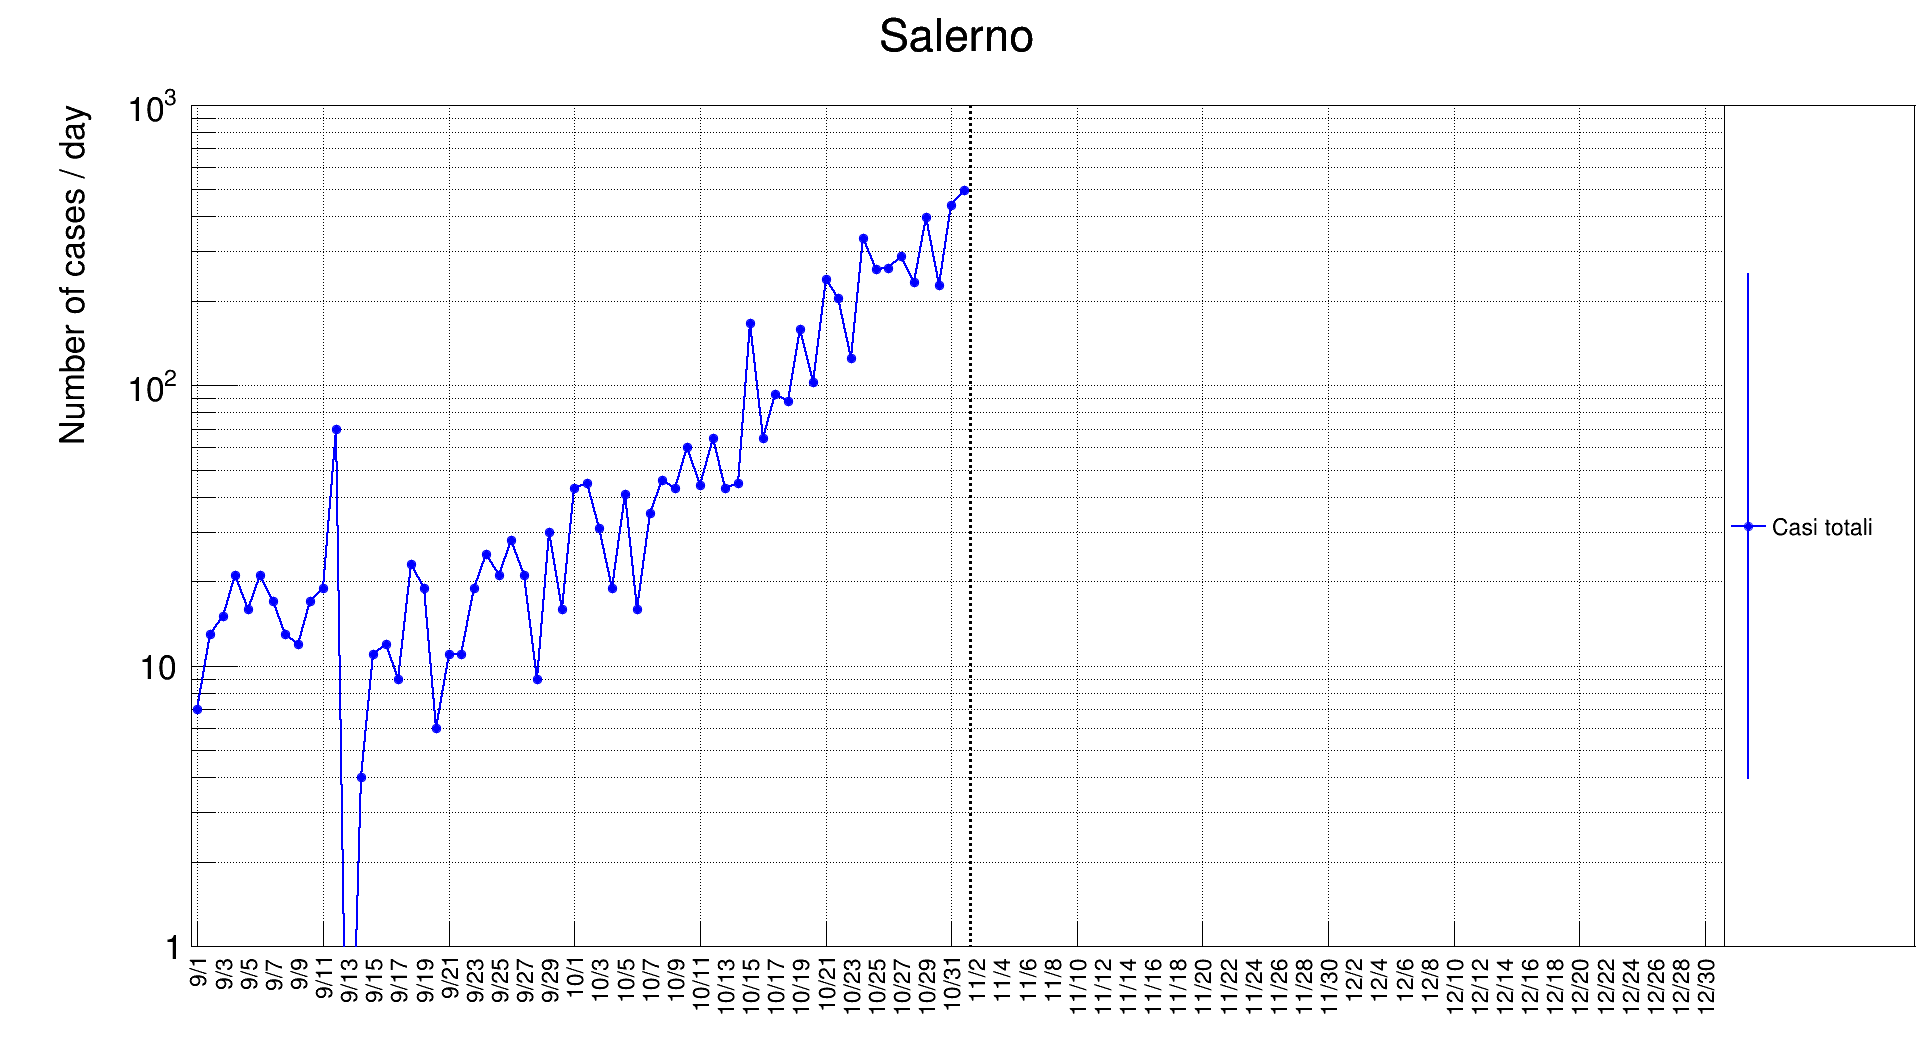 Salerno
Number of cases / day
10³
10²
10
1
9/1 9/3 9/5 9/7 9/9 9/11 9/13 9/15 9/17 9/19 9/21 9/23 9/25 9/27 9/29 10/1 10/3 10/5 10/7 10/9 10/11 10/13 10/15 10/17 10/19 10/21 10/23 10/25 10/27 10/29 10/31 11/2 11/4 11/6 11/8 11/10 11/12 11/14 11/16 11/18 11/20 11/22 11/24 11/26 11/28 11/30 12/2 12/4 12/6 12/8 12/10 12/12 12/14 12/16 12/18 12/20 12/22 12/24 12/26 12/28 12/30
Casi totali